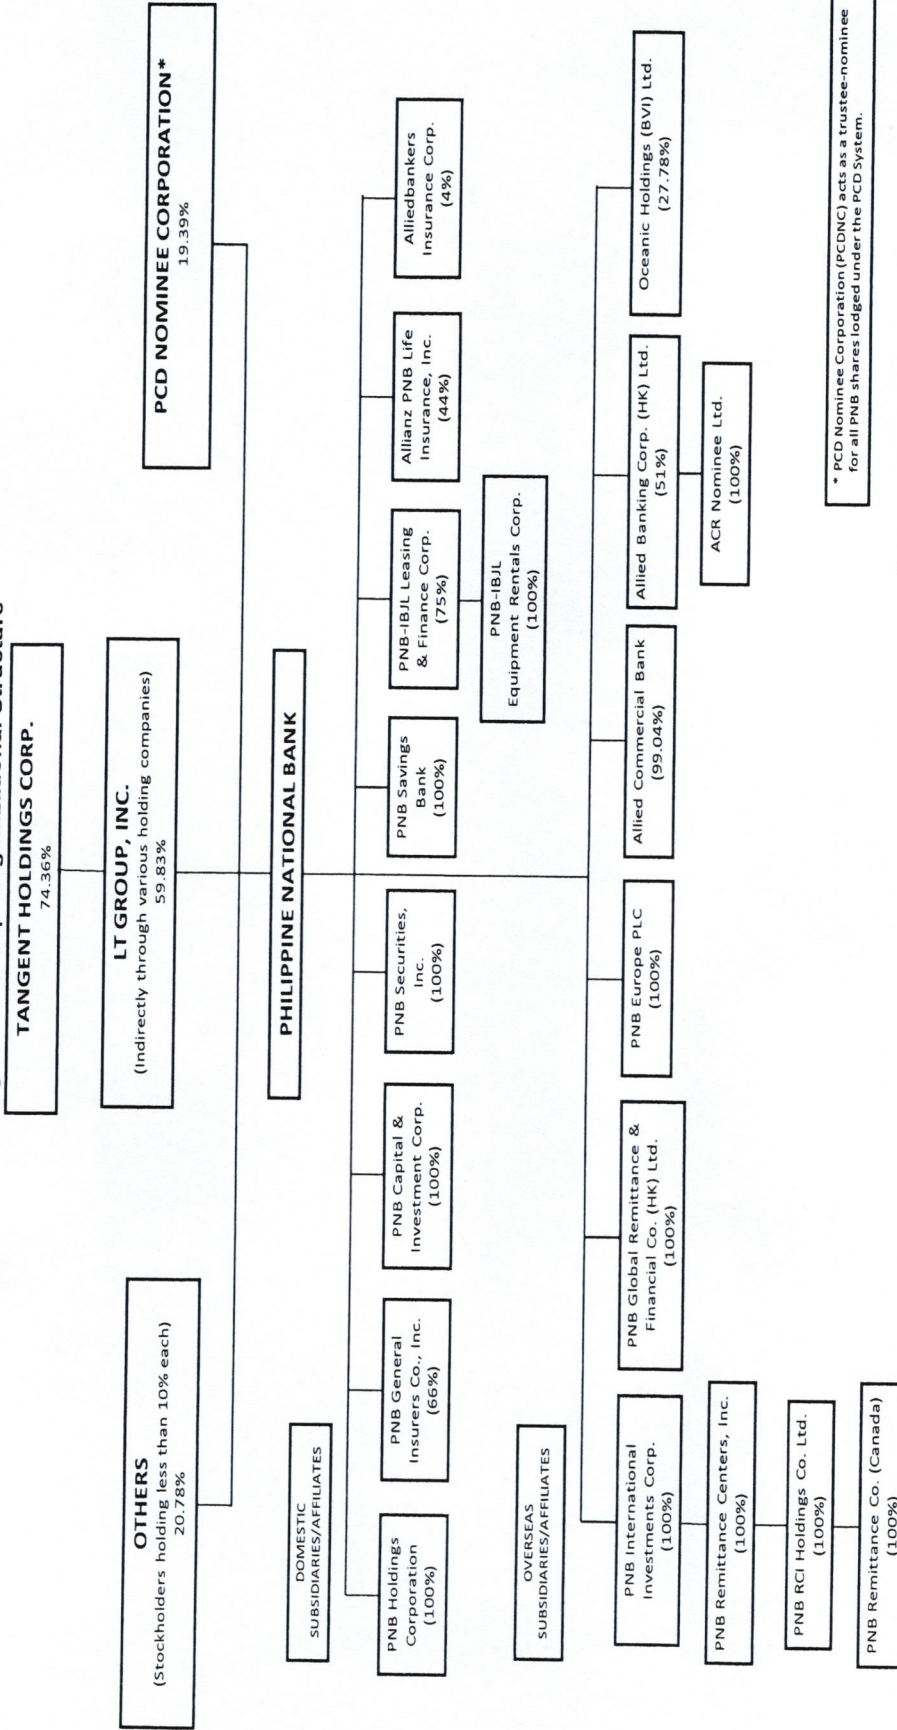 TANGENT HOLDINGS CORP.
74.36%
LT GROUP, INC.
(Indirectly through various holding companies)
59.83%
OTHERS
(Stockholders holding less than 10% each)
20.78%
PCD NOMINEE CORPORATION*
19.39%
PHILIPPINE NATIONAL BANK
DOMESTIC
SUBSIDIARIES/AFFILIATES
PNB Holdings
Corporation
(100%)
PNB General
Insurers Co., Inc.
(66%)
PNB Capital &
Investment Corp.
(100%)
PNB Securities,
Inc.
(100%)
PNB Savings
Bank
(100%)
PNB-IBJL Leasing
& Finance Corp.
(75%)
Allianz PNB Life
Insurance, Inc.
(44%)
Alliedbankers
Insurance Corp.
(4%)
PNB-IBJL
Equipment Rentals Corp.
(100%)
OVERSEAS
SUBSIDIARIES/AFFILIATES
PNB International
Investments Corp.
(100%)
PNB Global Remittance &
Financial Co. (HK) Ltd.
(100%)
PNB Europe PLC
(100%)
Allied Commercial Bank
(99.04%)
Allied Banking Corp. (HK) Ltd.
(51%)
Oceanic Holdings (BVI) Ltd.
(27.78%)
PNB Remittance Centers, Inc.
(100%)
ACR Nominee Ltd.
(100%)
PNB RCI Holdings Co. Ltd.
(100%)
PNB Remittance Co. (Canada)
(100%)
* PCD Nominee Corporation (PCDNC) acts as a trustee-nominee
for all PNB shares lodged under the PCD System.